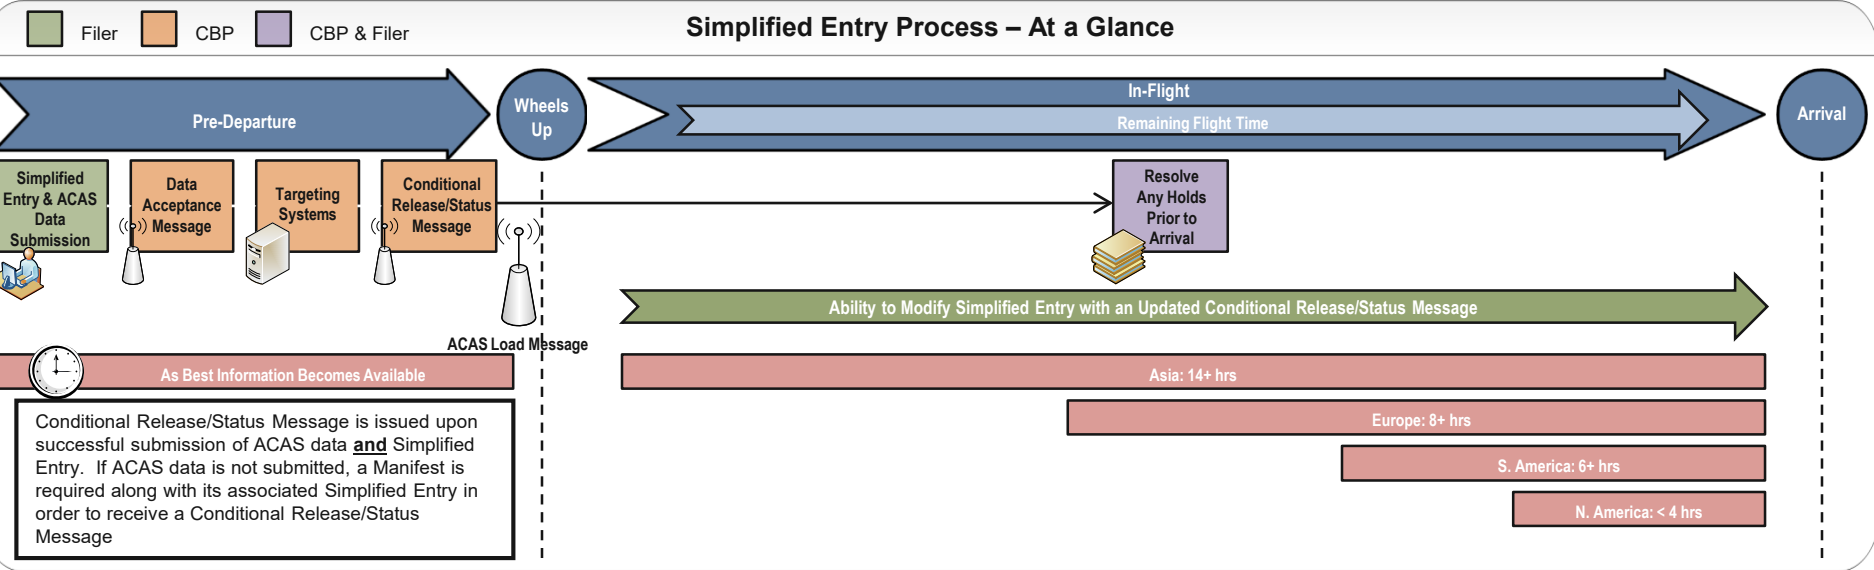 Filer
CBP
CBP & Filer
Simplified Entry Process – At a Glance
Pre-Departure
Wheels
Up
In-Flight
Remaining Flight Time
Arrival
Simplified
Entry & ACAS
Data
Submission
Data
Acceptance
Message
Targeting
Systems
Conditional
Release/Status
Message
Resolve
Any Holds
Prior to
Arrival
Ability to Modify Simplified Entry with an Updated Conditional Release/Status Message
ACAS Load Message
As Best Information Becomes Available
Asia: 14+ hrs
Europe: 8+ hrs
S. America: 6+ hrs
N. America: < 4 hrs
Conditional Release/Status Message is issued upon
successful submission of ACAS data and Simplified
Entry.  If ACAS data is not submitted, a Manifest is
required along with its associated Simplified Entry in
order to receive a Conditional Release/Status
Message